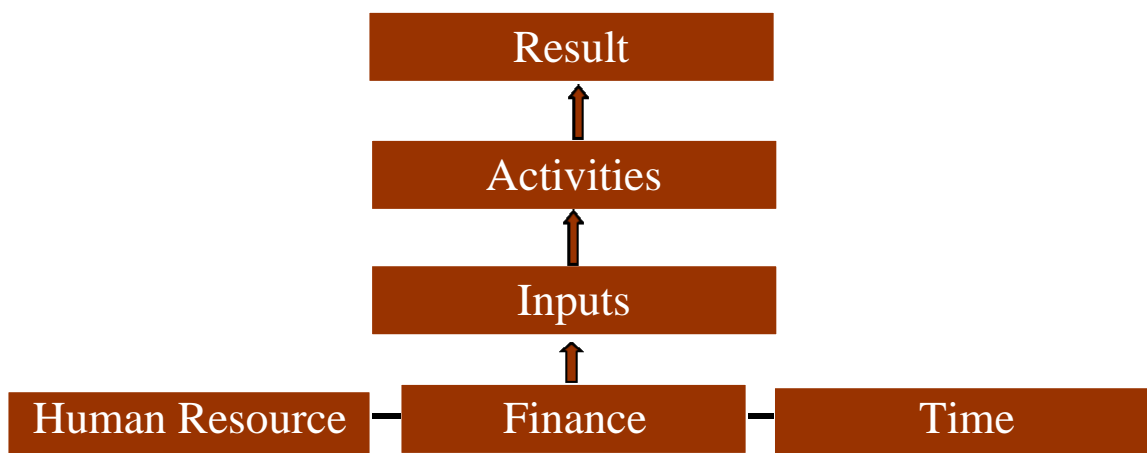 Result
Activities
Inputs
Human Resource
Finance
Time